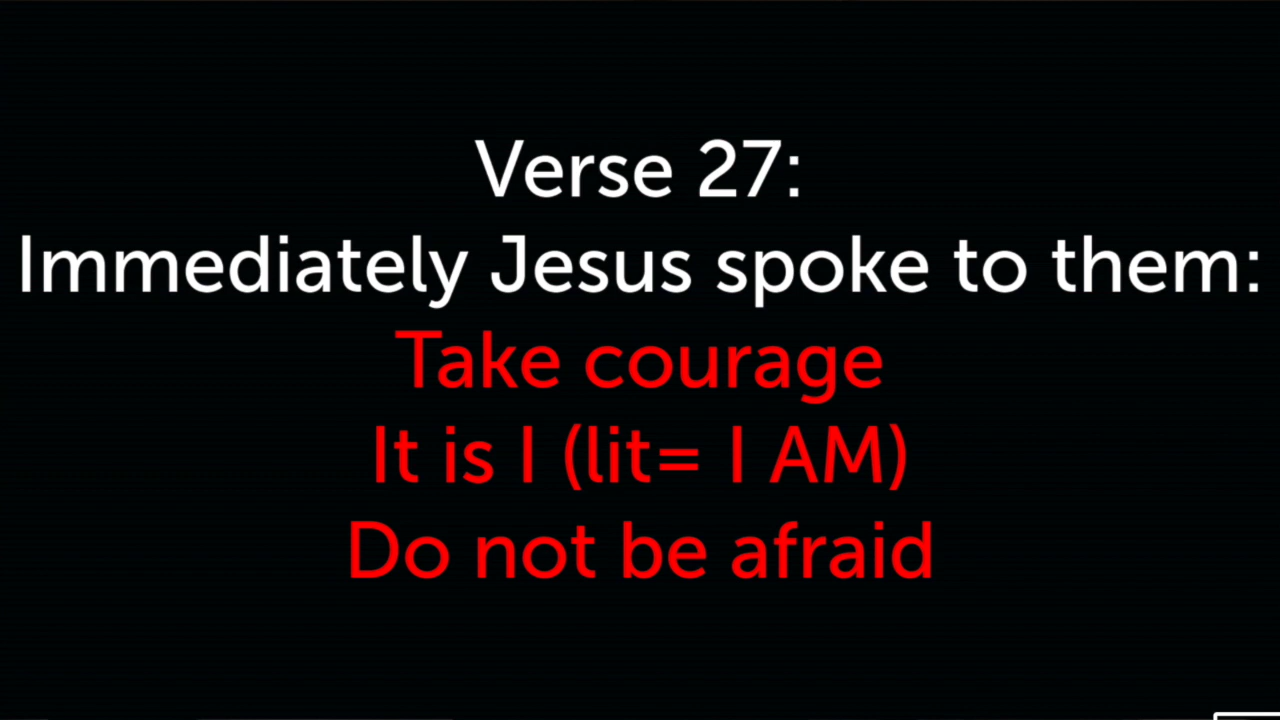 Verse 27:
Immediately Jesus spoke to them:
Take courage
It is I (lit= I AM)
Do not be afraid